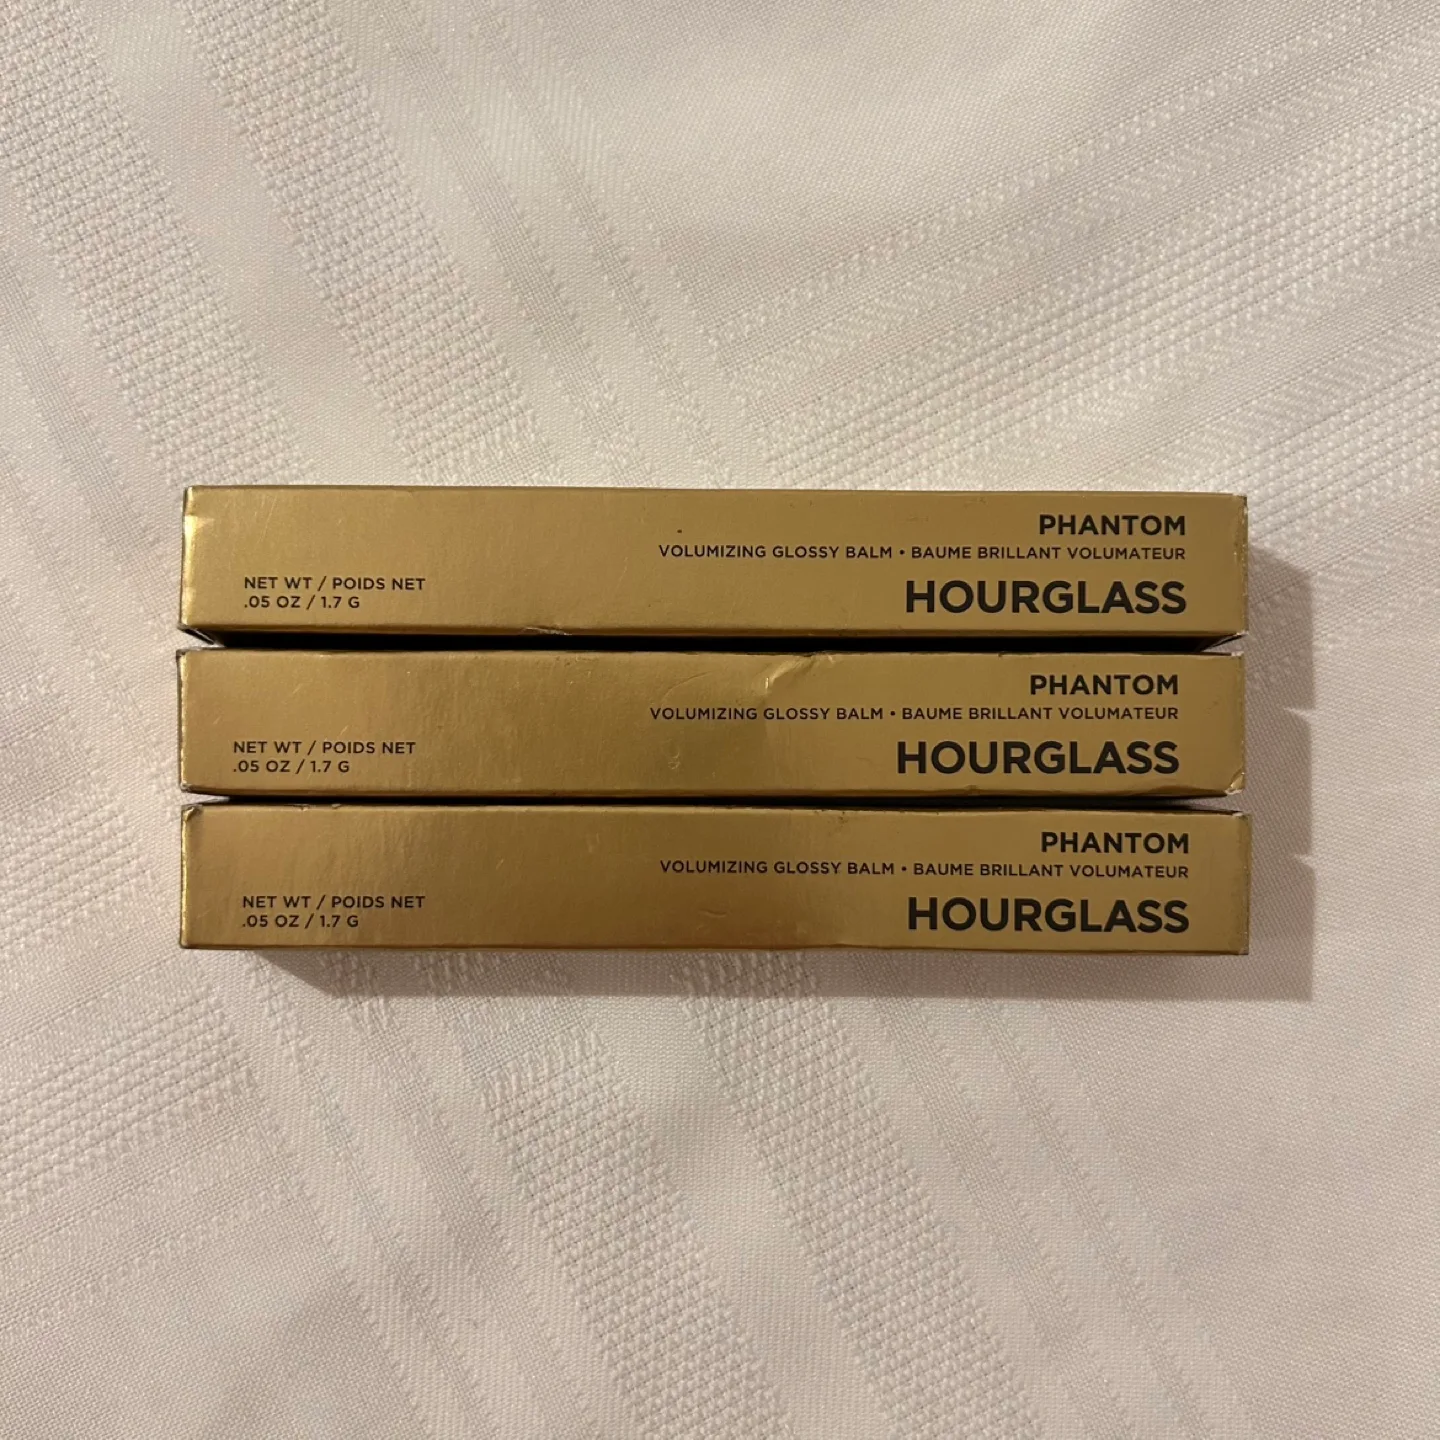 PHANTOM
VOLUMIZING GLOSSY BALM • BAUME BRILLANT VOLUMATEUR
NET WT / POIDS NET
.05 OZ / 1.7 G
HOURGLASS
PHANTOM
VOLUMIZING GLOSSY BALM • BAUME BRILLANT VOLUMATEUR
NET WT / POIDS NET
.05 OZ / 1.7 G
HOURGLASS
PHANTOM
VOLUMIZING GLOSSY BALM • BAUME BRILLANT VOLUMATEUR
NET WT / POIDS NET
.05 OZ / 1.7 G
HOURGLASS